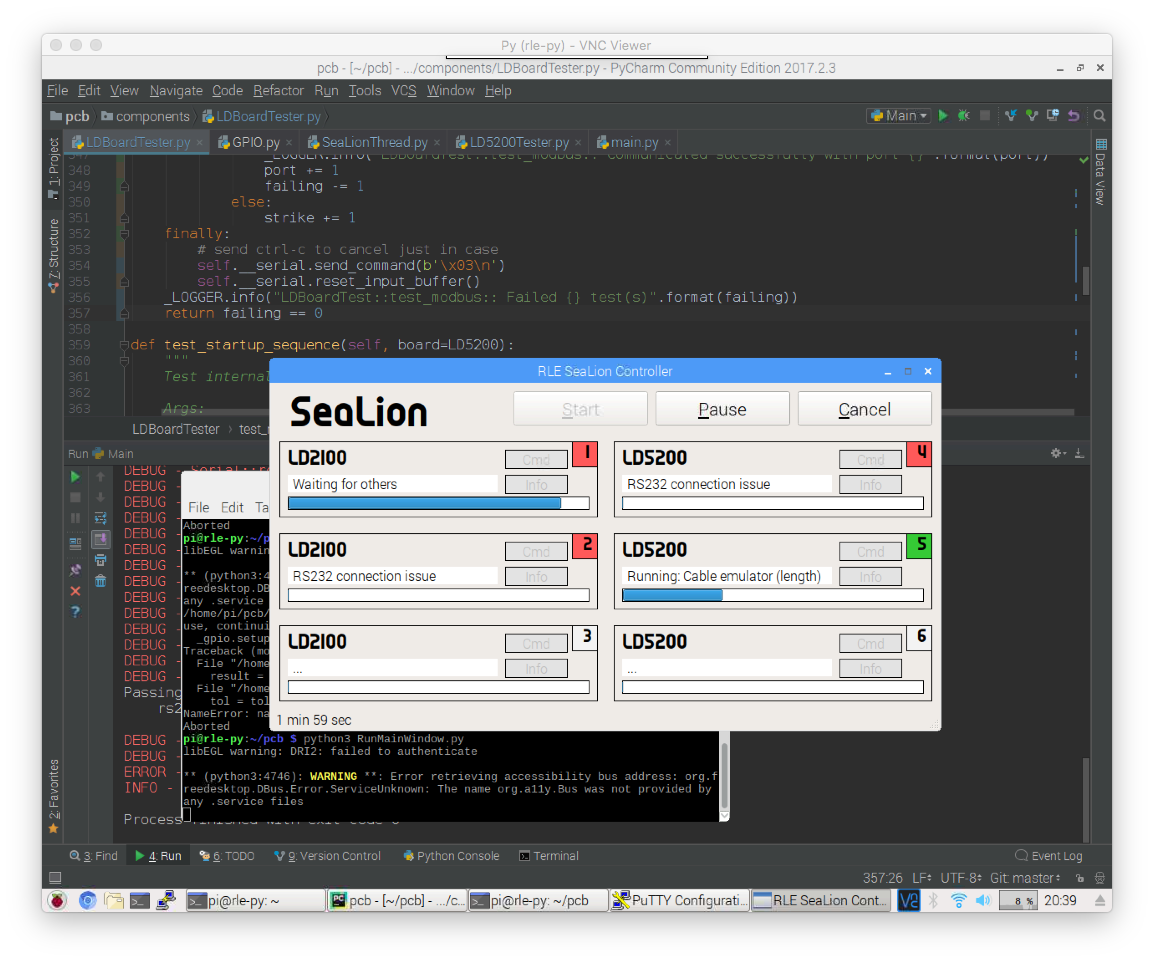 Py (rle-py) - VNC Viewer
pcb - [~/pcb] - .../components/LDBoardTester.py - PyCharm Community Edition 2017.2.3
File Edit View Navigate Code Refactor Run Tools VCS Window Help
pcb components LDBoardTester.py Main
LDBoardTester.py GPIO.py SeaLionThread.py LD5200Tester.py main.py
1: Project
Z: Structure
2: Favorites
Data View
_LOGGER.info("LDBoardTest::test_modbus:: Communicated successfully with port {}".format(port))
348 port += 1
349 failing -= 1
350 else:
351 strike += 1
352 finally:
353 # send ctrl-c to cancel just in case
354 self.__serial.send_command(b'\x03\n')
355 self.__serial.reset_input_buffer()
356 _LOGGER.info("LDBoardTest::test_modbus:: Failed {} test(s)".format(failing))
357 return failing == 0
358
359 def test_startup_sequence(self, board=LD5200):
360 """
361 Test interna
362
363 Args:
LDBoardTester › test_
Run Main
RLE SeaLion Controller
SeaLion
Start Pause Cancel
LD2100 Cmd 1
Waiting for others Info
LD5200 Cmd 4
RS232 connection issue Info
LD2100 Cmd 2
RS232 connection issue Info
LD5200 Cmd 5
Running: Cable emulator (length) Info
LD2100 Cmd 3
... Info
LD5200 Cmd 6
... Info
1 min 59 sec
DEBUG -
DEBUG -
DEBUG -
DEBUG -
DEBUG -
DEBUG -
DEBUG -
DEBUG -
DEBUG -
DEBUG -
DEBUG -
DEBUG -
DEBUG -
DEBUG -
Passing
rs2
DEBUG -
DEBUG -
ERROR -
INFO -
File Edit Ta
Aborted
pi@rle-py:~/p
libEGL warnin
** (python3:4
reedesktop.DB
any .service
/home/pi/pcb/
use, continui
_gpio.setup
Traceback (mo
File "/home
result =
File "/home
tol = tol
NameError: na
Aborted
pi@rle-py:~/pcb $ python3 RunMainWindow.py
libEGL warning: DRI2: failed to authenticate
** (python3:4746): WARNING **: Error retrieving accessibility bus address: org.f
reedesktop.DBus.Error.ServiceUnknown: The name org.a11y.Bus was not provided by
any .service files
Process finished with exit code 0
3: Find 4: Run 6: TODO 9: Version Control Python Console Terminal Event Log
357:26 LF÷ UTF-8÷ Git: master÷
pi@rle-py: ~ pcb - [~/pcb] - .../c... pi@rle-py: ~/pcb PuTTY Configurati... RLE SeaLion Cont... 8 % 20:39